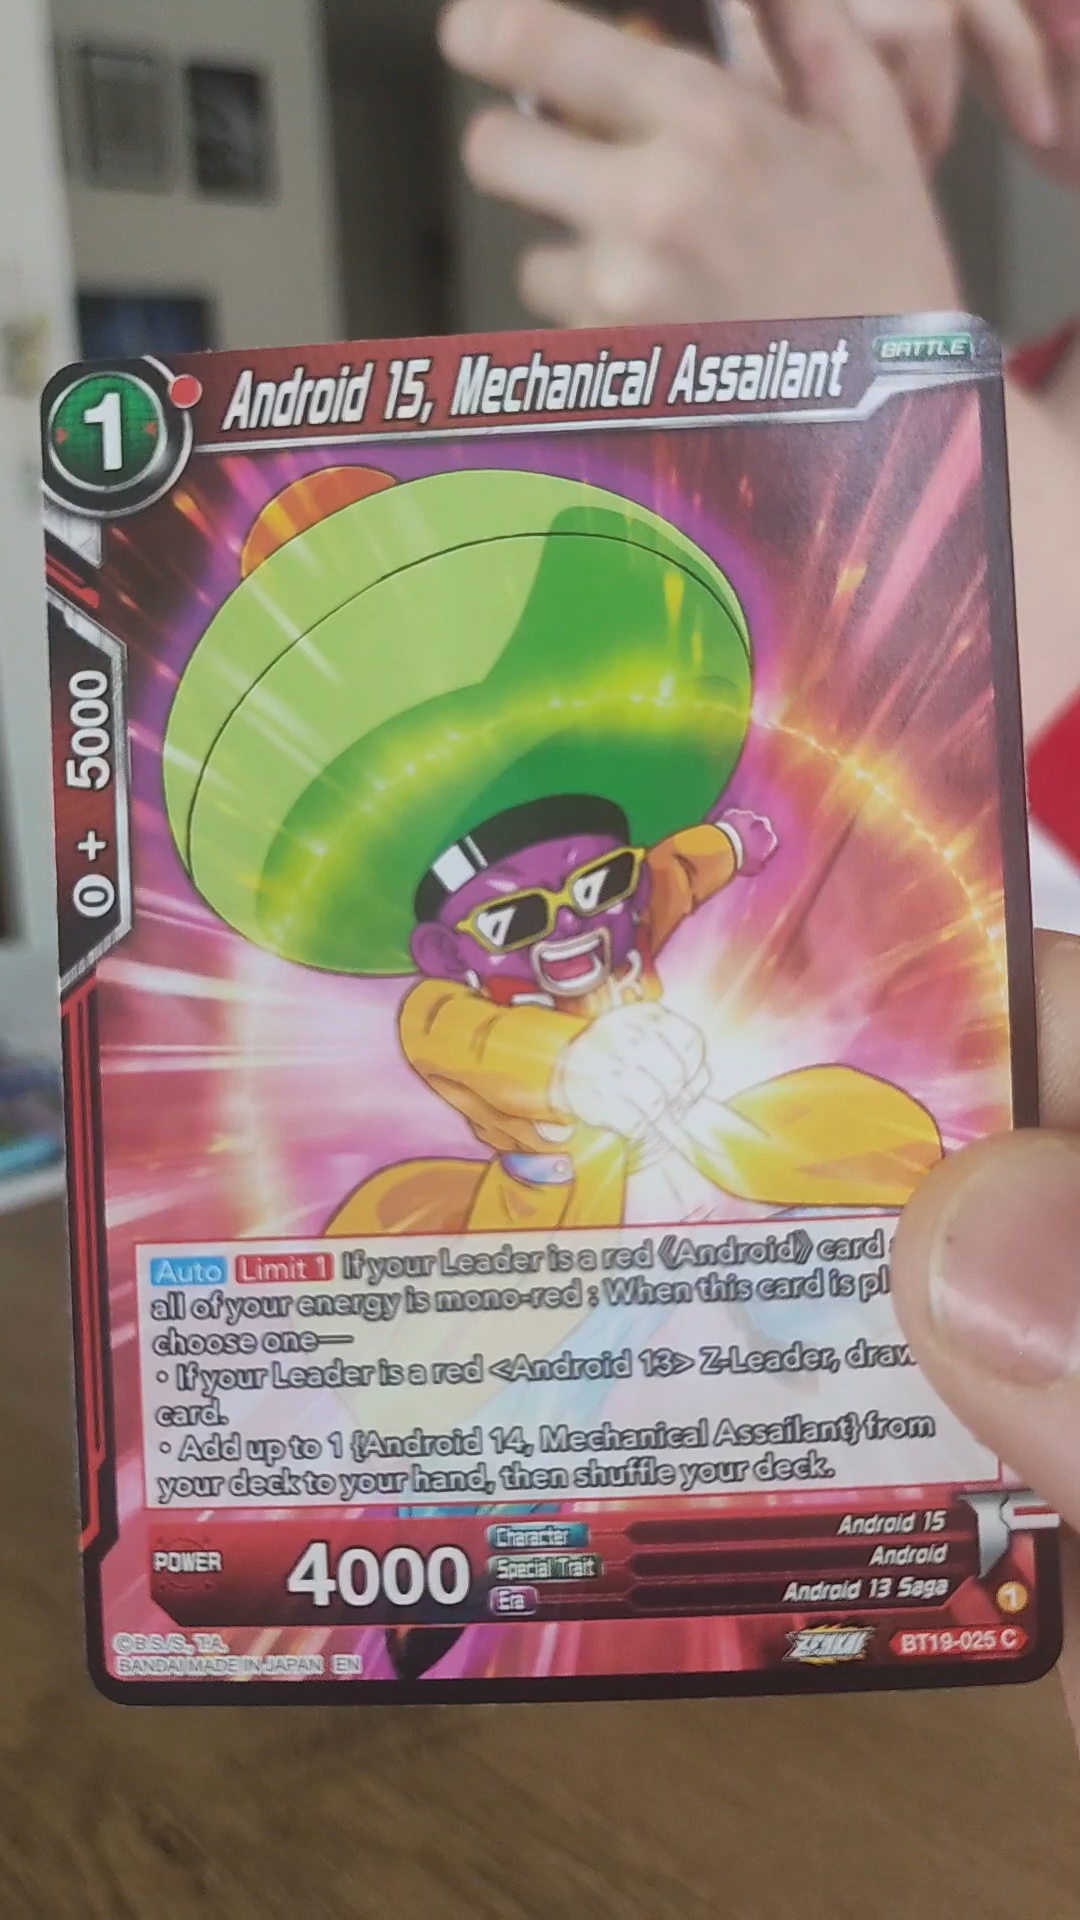 1
Android 15, Mechanical Assailant
BATTLE
0 + 5000
Auto Limit 1 If your Leader is a red 《Android》 card
all of your energy is mono-red : When this card is pl
choose one—
• If your Leader is a red <Android 13> Z-Leader, draw
card.
• Add up to 1 {Android 14, Mechanical Assailant} from
your deck to your hand, then shuffle your deck.
POWER 4000
Character Android 15
Special Trait Android
Era Android 13 Saga
1
©B.S./S., T.A.
BANDAI MADE IN JAPAN EN
ZENKAI
BT19-025 C
R